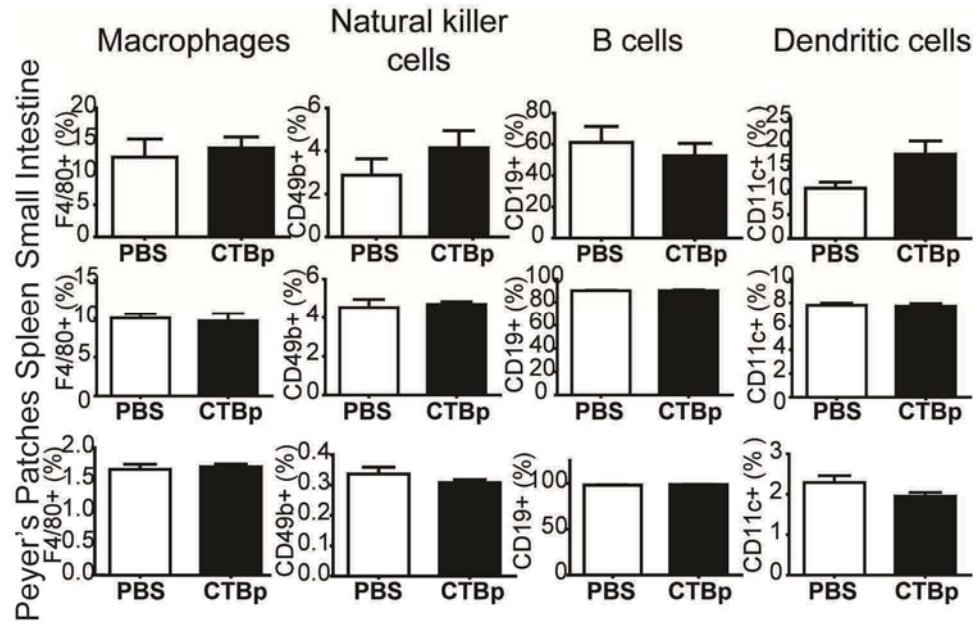 Macrophages
Natural killer
cells
B cells
Dendritic cells
Small Intestine
F4/80+ (%)
20
15
10
5
0
PBS CTBp
CD49b+ (%)
6
4
2
0
PBS CTBp
CD19+ (%)
80
60
40
20
0
PBS CTBp
CD11c+ (%)
25
20
15
10
5
0
PBS CTBp
Spleen
F4/80+ (%)
15
10
5
0
PBS CTBp
CD49b+ (%)
6
4
2
0
PBS CTBp
CD19+ (%)
100
80
60
40
20
0
PBS CTBp
CD11c+ (%)
10
8
6
4
2
0
PBS CTBp
Peyer's Patches
F4/80+ (%)
2.0
1.5
1.0
0.5
0.0
PBS CTBp
CD49b+ (%)
0.4
0.3
0.2
0.1
0.0
PBS CTBp
CD19+ (%)
100
50
0
PBS CTBp
CD11c+ (%)
3
2
1
0
PBS CTBp